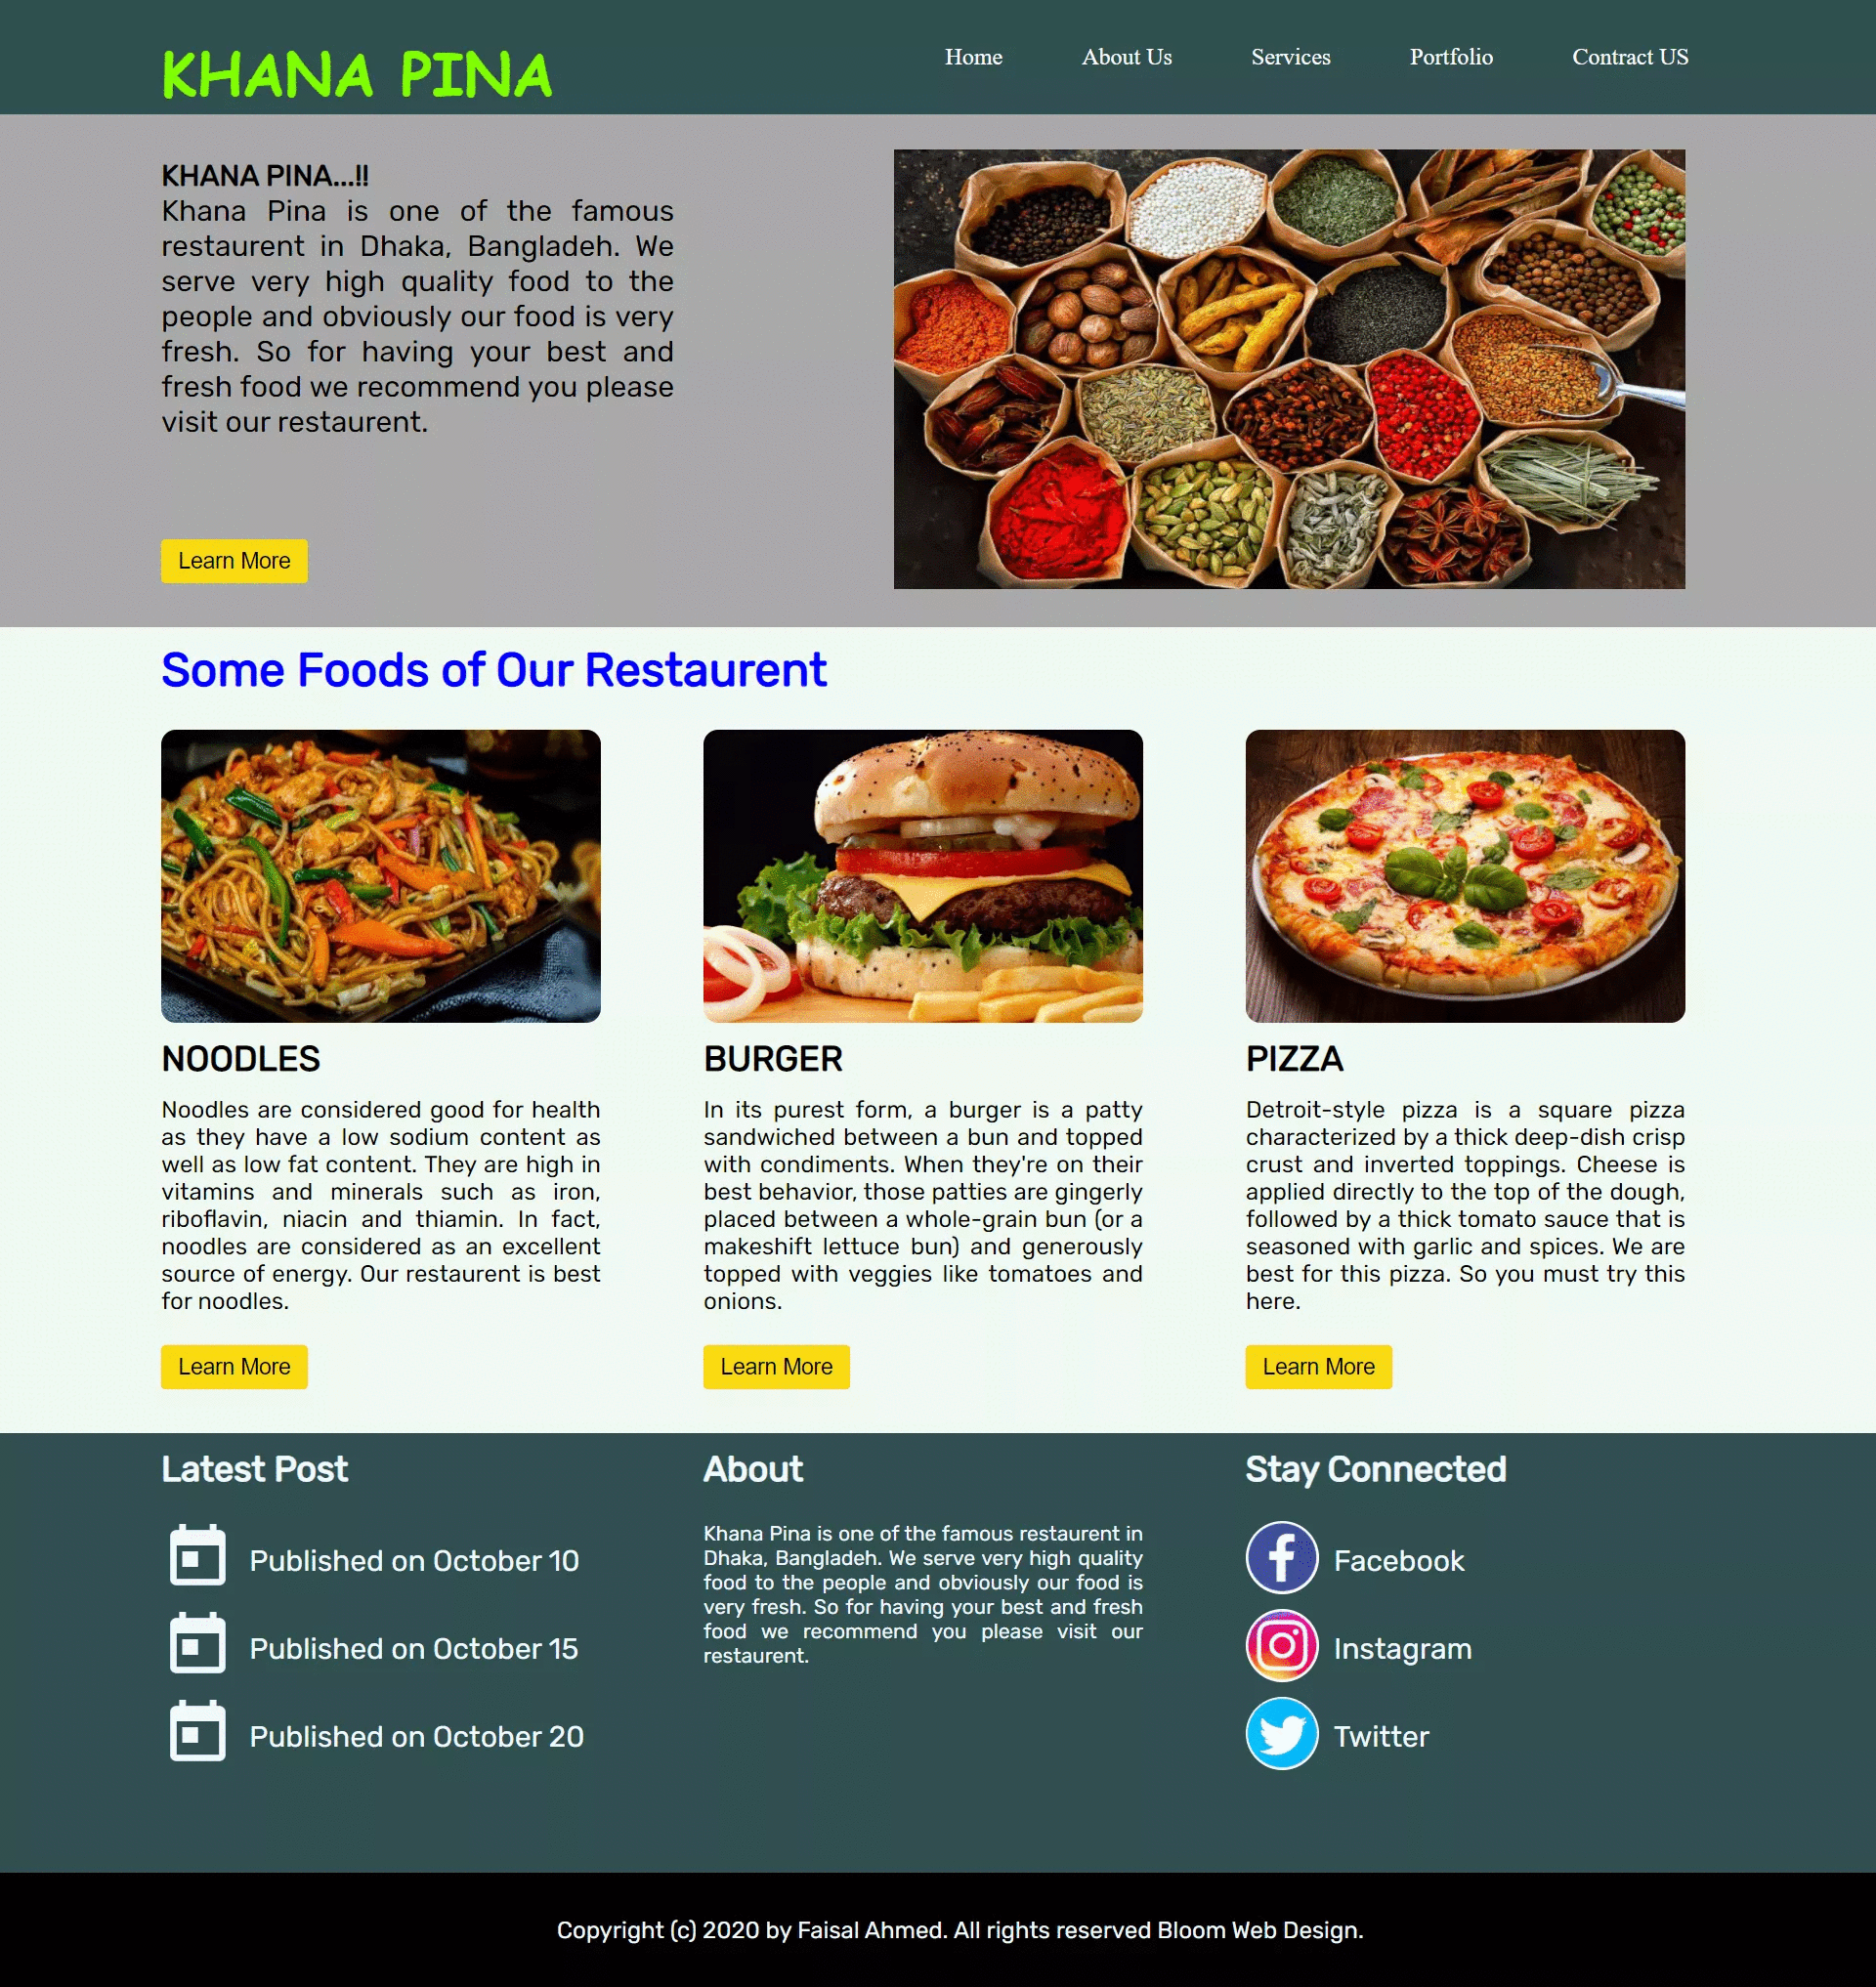 KHANA PINA
Home About Us Services Portfolio Contract US
KHANA PINA...!!
Khana Pina is one of the famous
restaurent in Dhaka, Bangladeh. We
serve very high quality food to the
people and obviously our food is very
fresh. So for having your best and
fresh food we recommend you please
visit our restaurent.
Learn More
Some Foods of Our Restaurent
NOODLES
Noodles are considered good for health
as they have a low sodium content as
well as low fat content. They are high in
vitamins and minerals such as iron,
riboflavin, niacin and thiamin. In fact,
noodles are considered as an excellent
source of energy. Our restaurent is best
for noodles.
Learn More
BURGER
In its purest form, a burger is a patty
sandwiched between a bun and topped
with condiments. When they're on their
best behavior, those patties are gingerly
placed between a whole-grain bun (or a
makeshift lettuce bun) and generously
topped with veggies like tomatoes and
onions.
Learn More
PIZZA
Detroit-style pizza is a square pizza
characterized by a thick deep-dish crisp
crust and inverted toppings. Cheese is
applied directly to the top of the dough,
followed by a thick tomato sauce that is
seasoned with garlic and spices. We are
best for this pizza. So you must try this
here.
Learn More
Latest Post
Published on October 10
Published on October 15
Published on October 20
About
Khana Pina is one of the famous restaurent in
Dhaka, Bangladeh. We serve very high quality
food to the people and obviously our food is
very fresh. So for having your best and fresh
food we recommend you please visit our
restaurent.
Stay Connected
Facebook
Instagram
Twitter
Copyright (c) 2020 by Faisal Ahmed. All rights reserved Bloom Web Design.